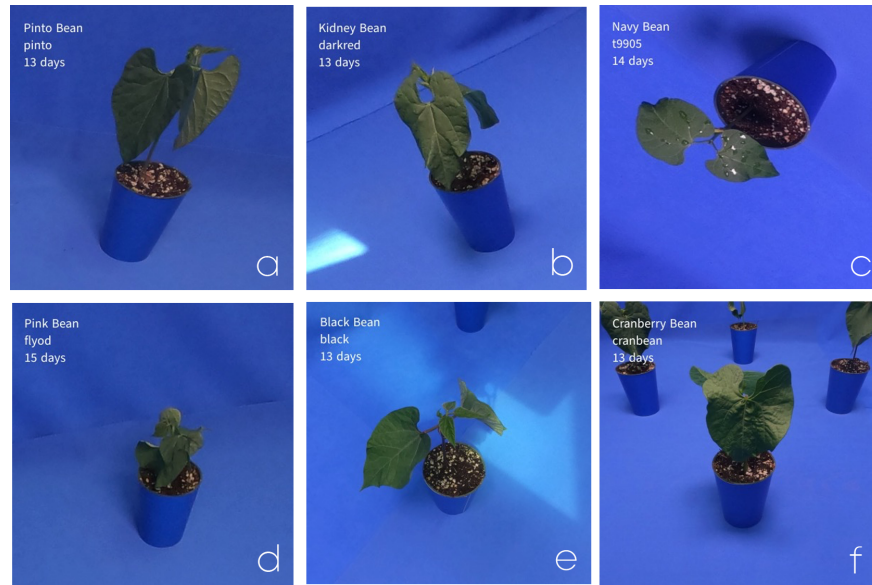 Pinto Bean
pinto
13 days
a
Kidney Bean
darkred
13 days
b
Navy Bean
t9905
14 days
c
Pink Bean
flyod
15 days
d
Black Bean
black
13 days
e
Cranberry Bean
cranbean
13 days
f